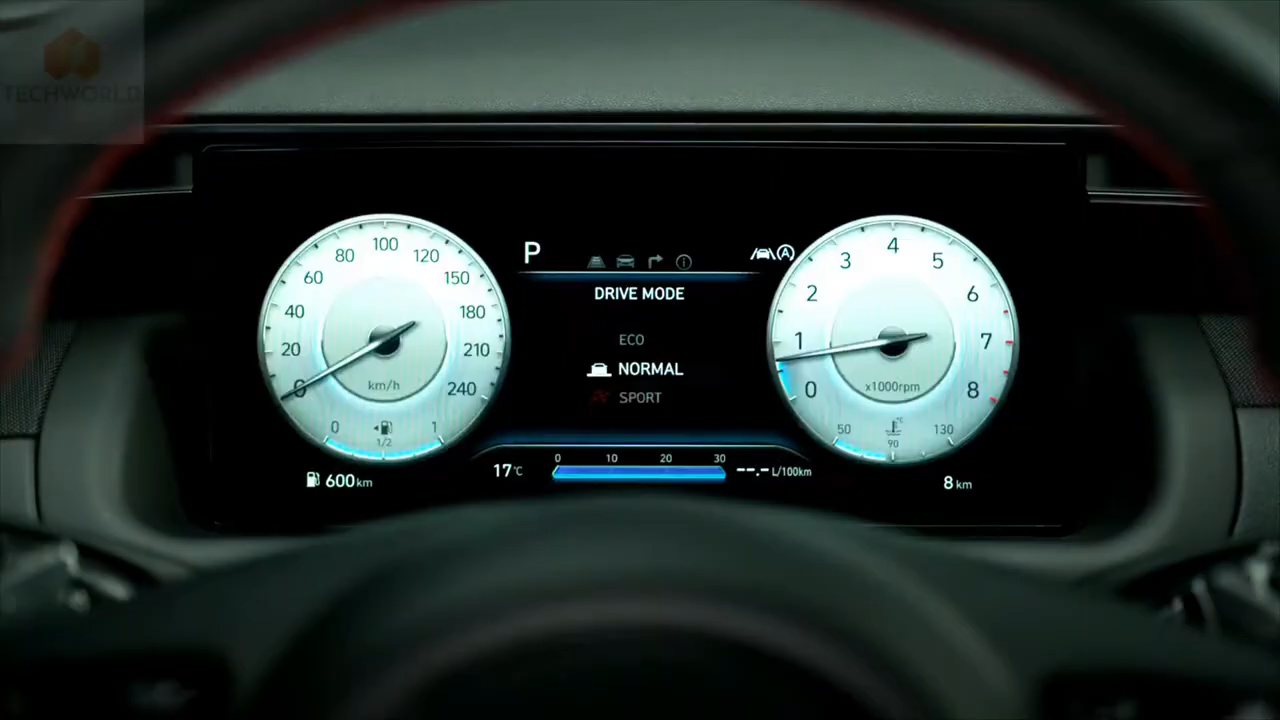 TECHWORLD
0
20
40
60
80
100
120
150
180
210
240
km/h
0
1/2
1
600km
P
A
DRIVE MODE
ECO
NORMAL
SPORT
17°C
0 10 20 30
--.- L/100km
0
1
2
3
4
5
6
7
8
x1000rpm
50
°C
90
130
8 km